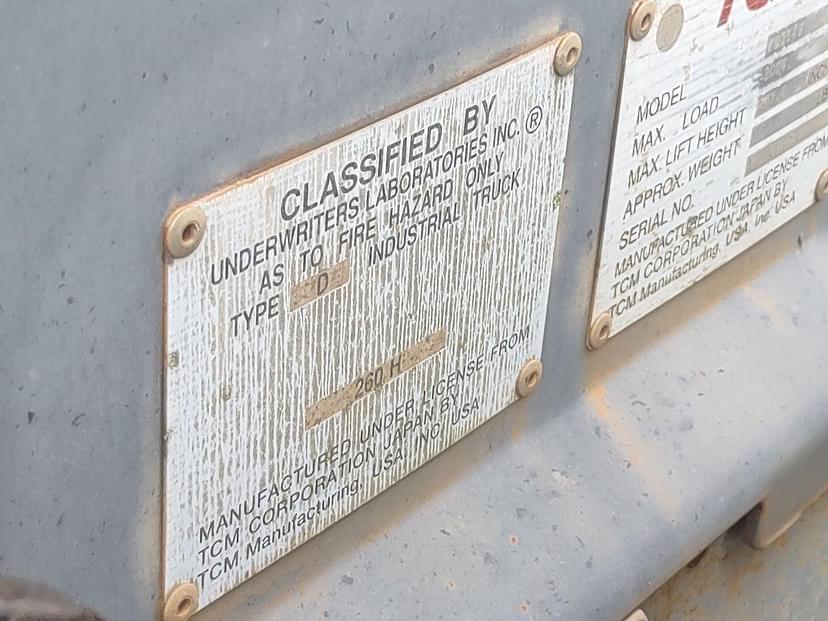 CLASSIFIED BY
UNDERWRITERS LABORATORIES INC. ®
AS TO FIRE HAZARD ONLY
TYPE D INDUSTRIAL TRUCK
260 H
MANUFACTURED UNDER LICENSE FROM
TCM CORPORATION JAPAN BY
TCM Manufacturing, USA, INC, USA
MODEL
MAX. LOAD
MAX. LIFT HEIGHT
APPROX. WEIGHT
SERIAL NO.
MANUFACTURED UNDER LICENSE FROM
TCM CORPORATION JAPAN BY
TCM Manufacturing, USA, Inc, USA